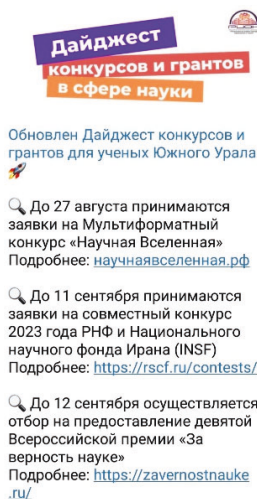 Дайджест
конкурсов и грантов
в сфере науки
Обновлен Дайджест конкурсов и
грантов для ученых Южного Урала
До 27 августа принимаются
заявки на Мультиформатный
конкурс «Научная Вселенная»
Подробнее: научнаявселенная.рф
До 11 сентября принимаются
заявки на совместный конкурс
2023 года РНФ и Национального
научного фонда Ирана (INSF)
Подробнее: https://rscf.ru/contests/
До 12 сентября осуществляется
отбор на предоставление девятой
Всероссийской премии «За
верность науке»
Подробнее: https://zavernostnauke
.ru/